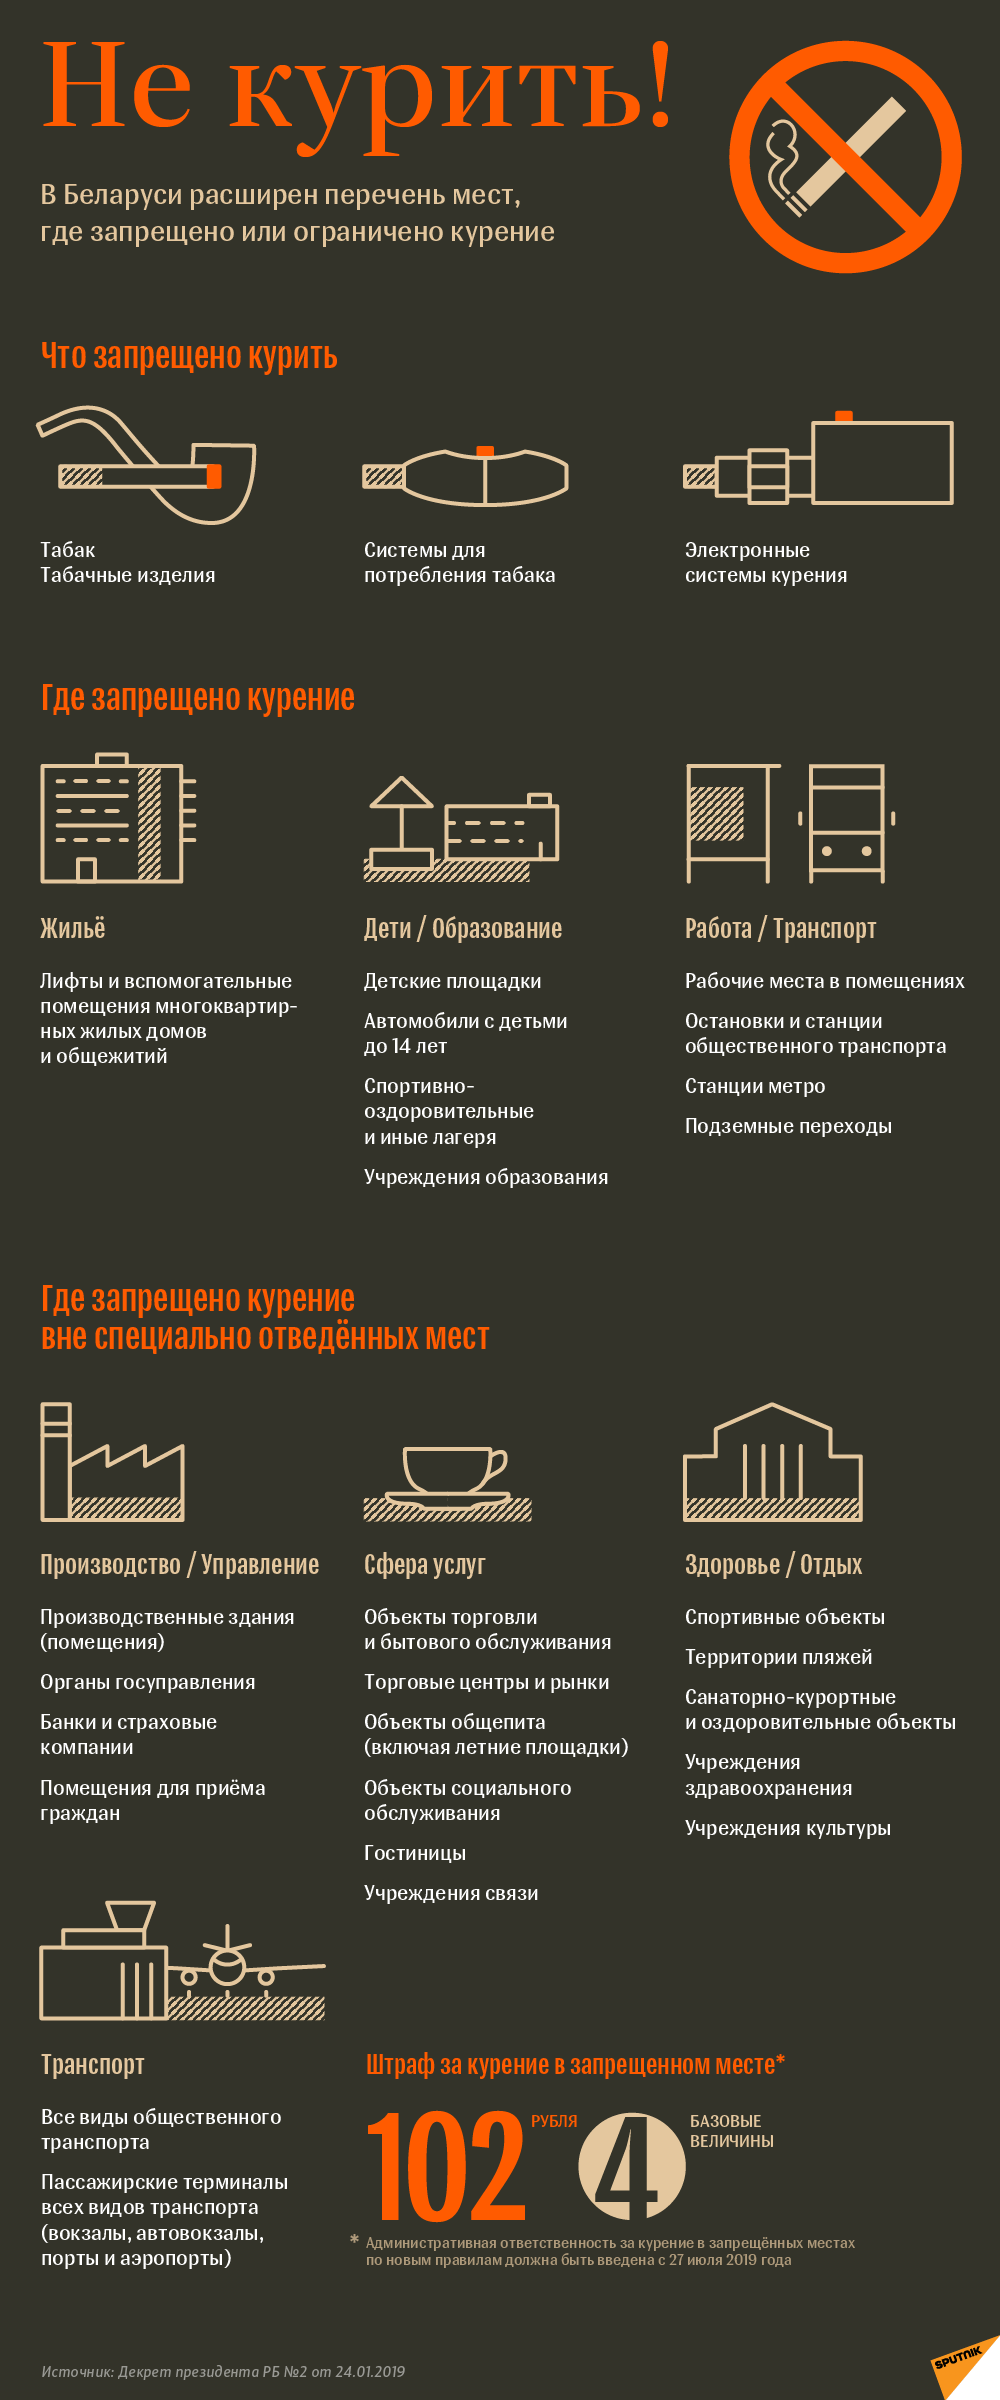 Не курить!
В Беларуси расширен перечень мест,
где запрещено или ограничено курение
Что запрещено курить
Табак
Табачные изделия
Системы для
потребления табака
Электронные
системы курения
Где запрещено курение
Жильё
Лифты и вспомогательные
помещения многоквартир-
ных жилых домов
и общежитий
Дети / Образование
Детские площадки
Автомобили с детьми
до 14 лет
Спортивно-
оздоровительные
и иные лагеря
Учреждения образования
Работа / Транспорт
Рабочие места в помещениях
Остановки и станции
общественного транспорта
Станции метро
Подземные переходы
Где запрещено курение
вне специально отведённых мест
Производство / Управление
Производственные здания
(помещения)
Органы госуправления
Банки и страховые
компании
Помещения для приёма
граждан
Сфера услуг
Объекты торговли
и бытового обслуживания
Торговые центры и рынки
Объекты общепита
(включая летние площадки)
Объекты социального
обслуживания
Гостиницы
Учреждения связи
Здоровье / Отдых
Спортивные объекты
Территории пляжей
Санаторно-курортные
и оздоровительные объекты
Учреждения
здравоохранения
Учреждения культуры
Транспорт
Все виды общественного
транспорта
Пассажирские терминалы
всех видов транспорта
(вокзалы, автовокзалы,
порты и аэропорты)
Штраф за курение в запрещенном месте*
102 РУБЛЯ
4 БАЗОВЫЕ
ВЕЛИЧИНЫ
* Административная ответственность за курение в запрещённых местах
по новым правилам должна быть введена с 27 июля 2019 года
Источник: Декрет президента РБ №2 от 24.01.2019
SPUTNIK